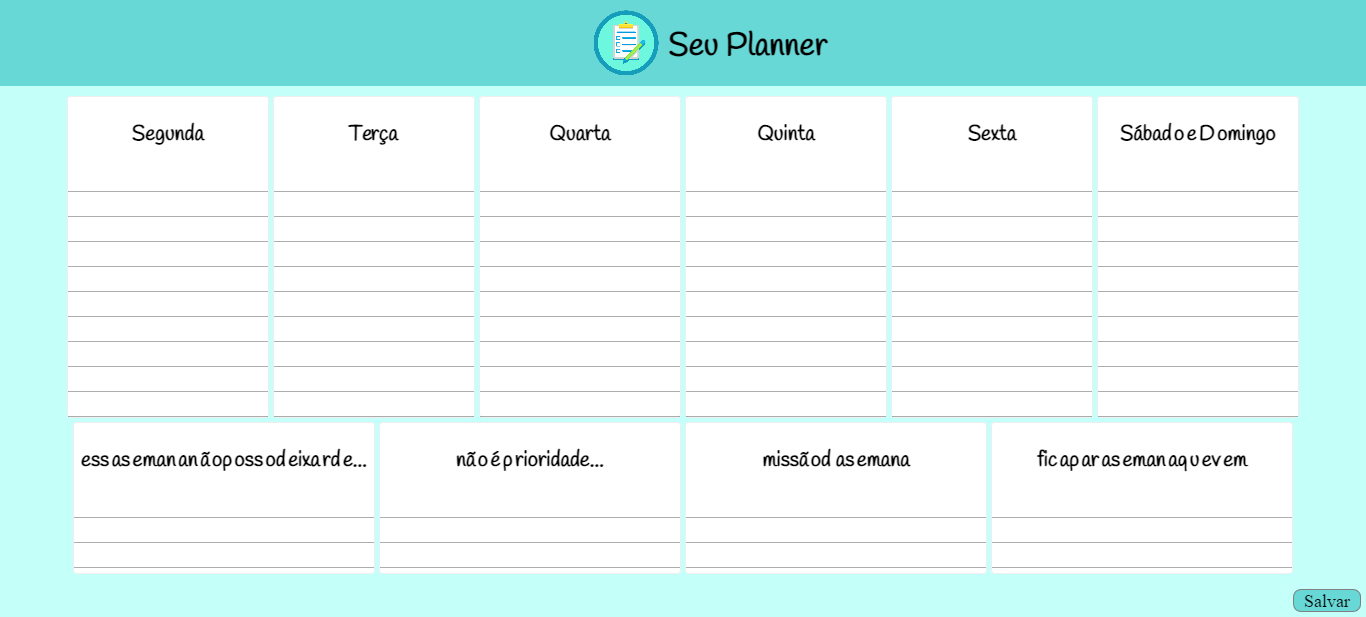 Seu Planner
Segunda
Terça
Quarta
Quinta
Sexta
Sábado e Domingo
essa semana não posso deixar de...
não é prioridade...
missão da semana
fica para semana que vem
Salvar